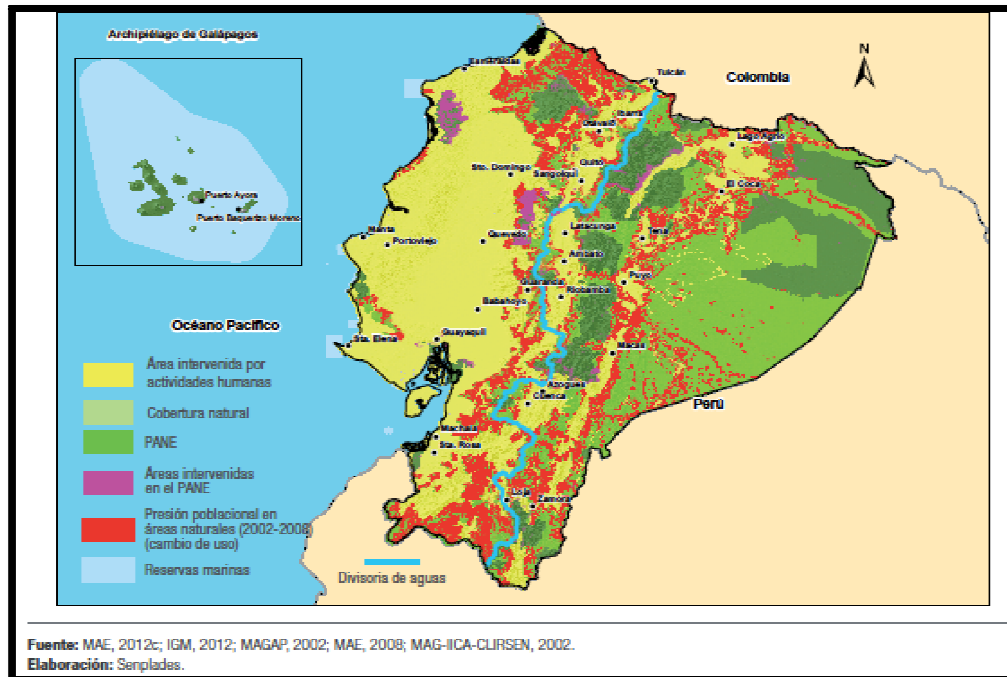 Archipiélago de Galápagos
Puerto Ayora
Puerto Baquerizo Moreno
N
Colombia
Esmeraldas
Tulcán
Ibarra
Otavalo
Lago Agrio
Quito
Sto. Domingo
Sangolquí
El Coca
Manta
Portoviejo
Quevedo
Latacunga
Tena
Ambato
Guaranda
Riobamba
Puyo
Babahoyo
Océano Pacífico
Guayaquil
Sta. Elena
Macas
Azogues
Cuenca
Perú
Machala
Sta. Rosa
Loja
Zamora
Área intervenida por
actividades humanas
Cobertura natural
PANE
Áreas intervenidas
en el PANE
Presión poblacional en
áreas naturales (2002-2008)
(cambio de uso)
Reservas marinas
Divisoria de aguas
Fuente: MAE, 2012c; IGM, 2012; MAGAP, 2002; MAE, 2008; MAG-IICA-CLIRSEN, 2002.
Elaboración: Senplades.